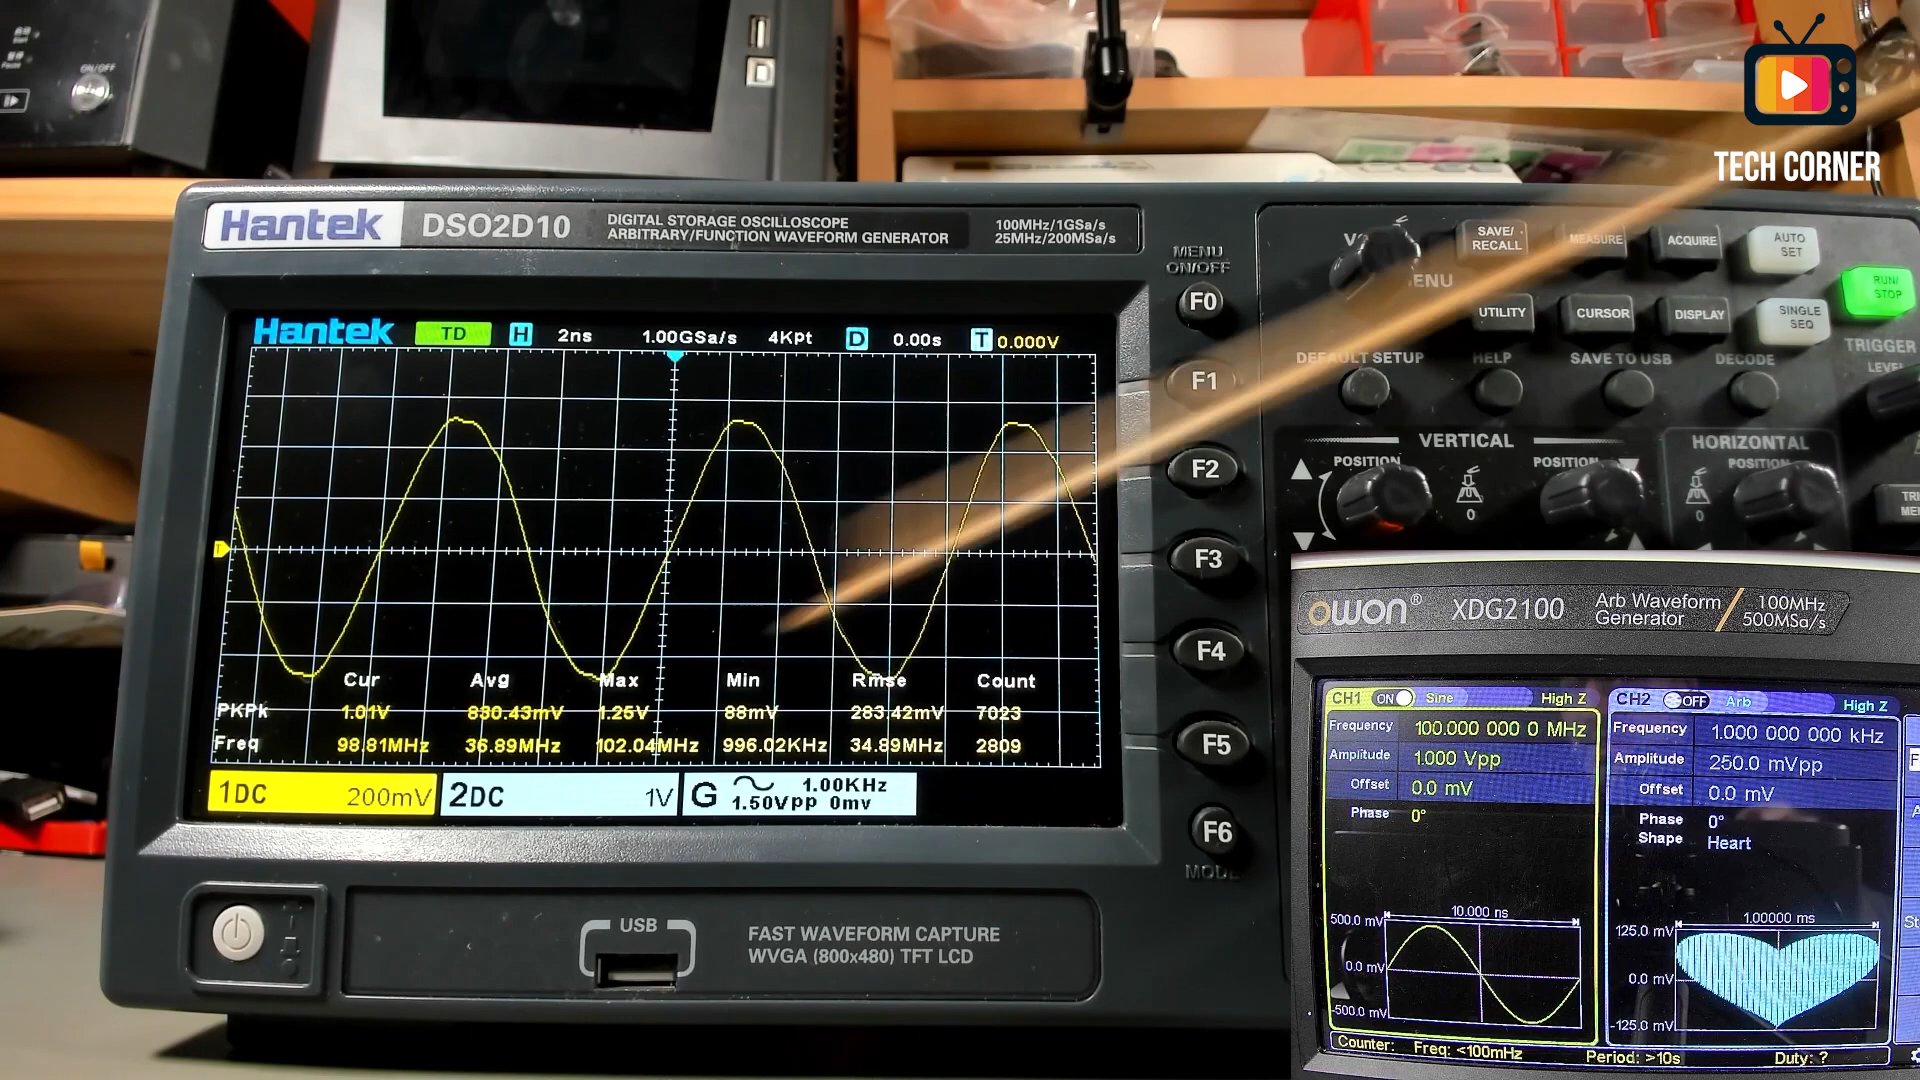 TECH CORNER
Start
Pause
ON/OFF
Hantek DSO2D10
DIGITAL STORAGE OSCILLOSCOPE
ARBITRARY/FUNCTION WAVEFORM GENERATOR
100MHz/1GSa/s
25MHz/200MSa/s
MENU
ON/OFF
F0
F1
F2
F3
F4
F5
F6
Hantek TD H 2ns 1.00GSa/s 4Kpt D 0.00s T 0.000V
T
Cur Avg Max Min Rmse Count
PKPk 1.01V 830.43mV 1.25V 88mV 283.42mV 7023
Freq 98.81MHz 36.89MHz 102.04MHz 996.02KHz 34.89MHz 2809
1DC 200mV 2DC 1V G 1.00KHz
1.50Vpp 0mv
USB
FAST WAVEFORM CAPTURE
WVGA (800x480) TFT LCD
SAVE/
RECALL
MEASURE
ACQUIRE
AUTO
SET
RUN/
STOP
UTILITY
CURSOR
DISPLAY
SINGLE
SEQ
DEFAULT SETUP HELP SAVE TO USB DECODE
TRIGGER
VERTICAL
HORIZONTAL
POSITION
POSITION
POSITION
0
0
owon® XDG2100
Arb Waveform
Generator
100MHz
500MSa/s
CH1 ON Sine High Z
Frequency 100.000 000 0 MHz
Amplitude 1.000 Vpp
Offset 0.0 mV
Phase 0°
10.000 ns
500.0 mV
0.0 mV
-500.0 mV
CH2 OFF Arb High Z
Frequency 1.000 000 000 kHz
Amplitude 250.0 mVpp
Offset 0.0 mV
Phase 0°
Shape Heart
1.00000 ms
125.0 mV
0.0 mV
-125.0 mV
Counter: Freq: <100mHz Period: >10s Duty: ?